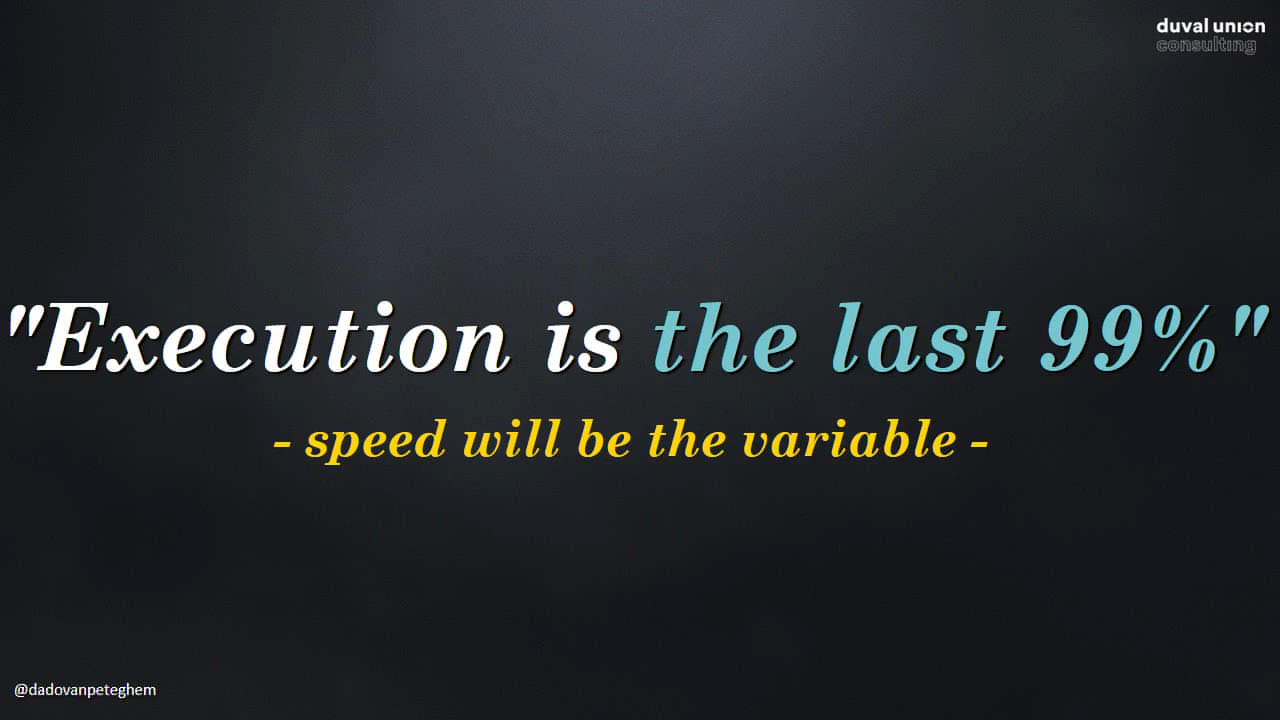 duval union
consulting
"Execution is the last 99%"
- speed will be the variable -
@dadovanpeteghem